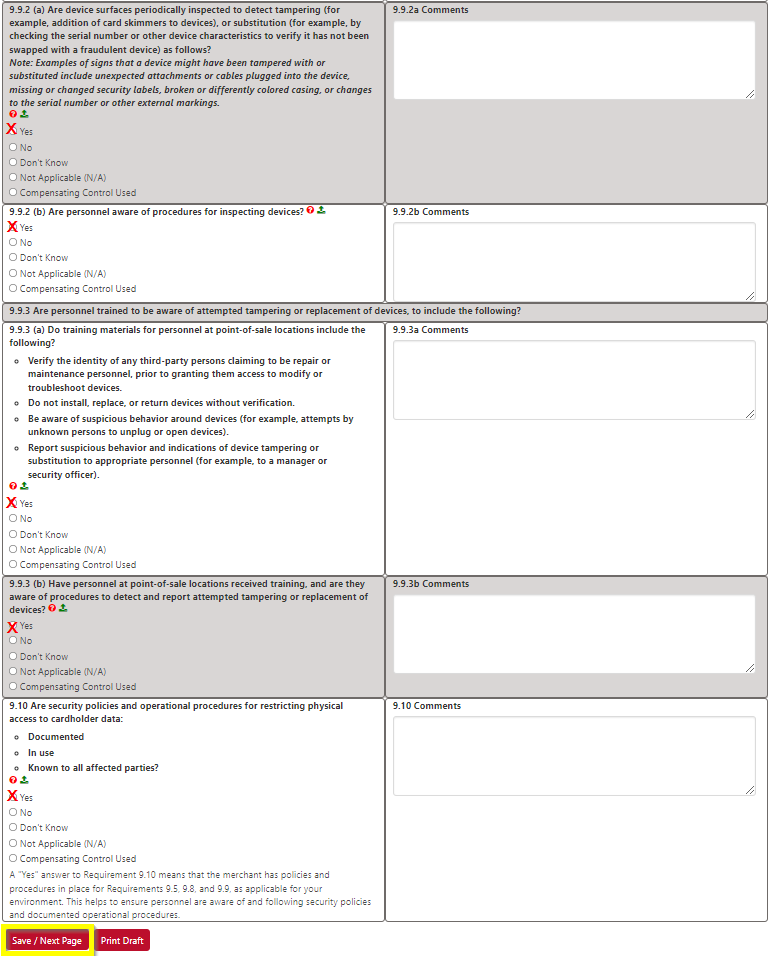 9.9.2 (a) Are device surfaces periodically inspected to detect tampering (for
example, addition of card skimmers to devices), or substitution (for example, by
checking the serial number or other device characteristics to verify it has not been
swapped with a fraudulent device) as follows?
Note: Examples of signs that a device might have been tampered with or
substituted include unexpected attachments or cables plugged into the device,
missing or changed security labels, broken or differently colored casing, or changes
to the serial number or other external markings.
Yes
No
Don't Know
Not Applicable (N/A)
Compensating Control Used
9.9.2a Comments
9.9.2 (b) Are personnel aware of procedures for inspecting devices?
Yes
No
Don't Know
Not Applicable (N/A)
Compensating Control Used
9.9.2b Comments
9.9.3 Are personnel trained to be aware of attempted tampering or replacement of devices, to include the following?
9.9.3 (a) Do training materials for personnel at point-of-sale locations include the
following?
Verify the identity of any third-party persons claiming to be repair or
maintenance personnel, prior to granting them access to modify or
troubleshoot devices.
Do not install, replace, or return devices without verification.
Be aware of suspicious behavior around devices (for example, attempts by
unknown persons to unplug or open devices).
Report suspicious behavior and indications of device tampering or
substitution to appropriate personnel (for example, to a manager or
security officer).
Yes
No
Don't Know
Not Applicable (N/A)
Compensating Control Used
9.9.3a Comments
9.9.3 (b) Have personnel at point-of-sale locations received training, and are they
aware of procedures to detect and report attempted tampering or replacement of
devices?
Yes
No
Don't Know
Not Applicable (N/A)
Compensating Control Used
9.9.3b Comments
9.10 Are security policies and operational procedures for restricting physical
access to cardholder data:
Documented
In use
Known to all affected parties?
Yes
No
Don't Know
Not Applicable (N/A)
Compensating Control Used
A "Yes" answer to Requirement 9.10 means that the merchant has policies and
procedures in place for Requirements 9.5, 9.8, and 9.9, as applicable for your
environment. This helps to ensure personnel are aware of and following security policies
and documented operational procedures.
9.10 Comments
Save / Next Page
Print Draft